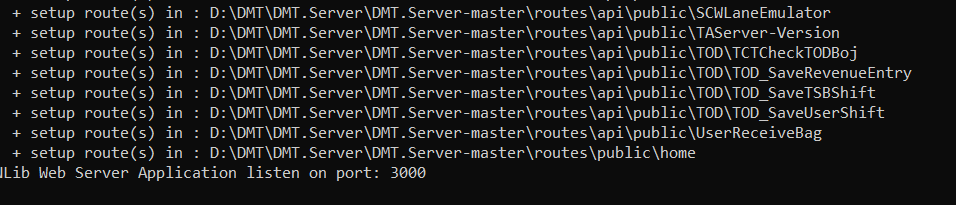 + setup route(s) in : D:\DMT\DMT.Server\DMT.Server-master\routes\api\public\SCWLaneEmulator
+ setup route(s) in : D:\DMT\DMT.Server\DMT.Server-master\routes\api\public\TAServer-Version
+ setup route(s) in : D:\DMT\DMT.Server\DMT.Server-master\routes\api\public\TOD\TCTCheckTODBoj
+ setup route(s) in : D:\DMT\DMT.Server\DMT.Server-master\routes\api\public\TOD\TOD_SaveRevenueEntry
+ setup route(s) in : D:\DMT\DMT.Server\DMT.Server-master\routes\api\public\TOD\TOD_SaveTSBShift
+ setup route(s) in : D:\DMT\DMT.Server\DMT.Server-master\routes\api\public\TOD\TOD_SaveUserShift
+ setup route(s) in : D:\DMT\DMT.Server\DMT.Server-master\routes\api\public\UserReceiveBag
+ setup route(s) in : D:\DMT\DMT.Server\DMT.Server-master\routes\public\home
NLib Web Server Application listen on port: 3000